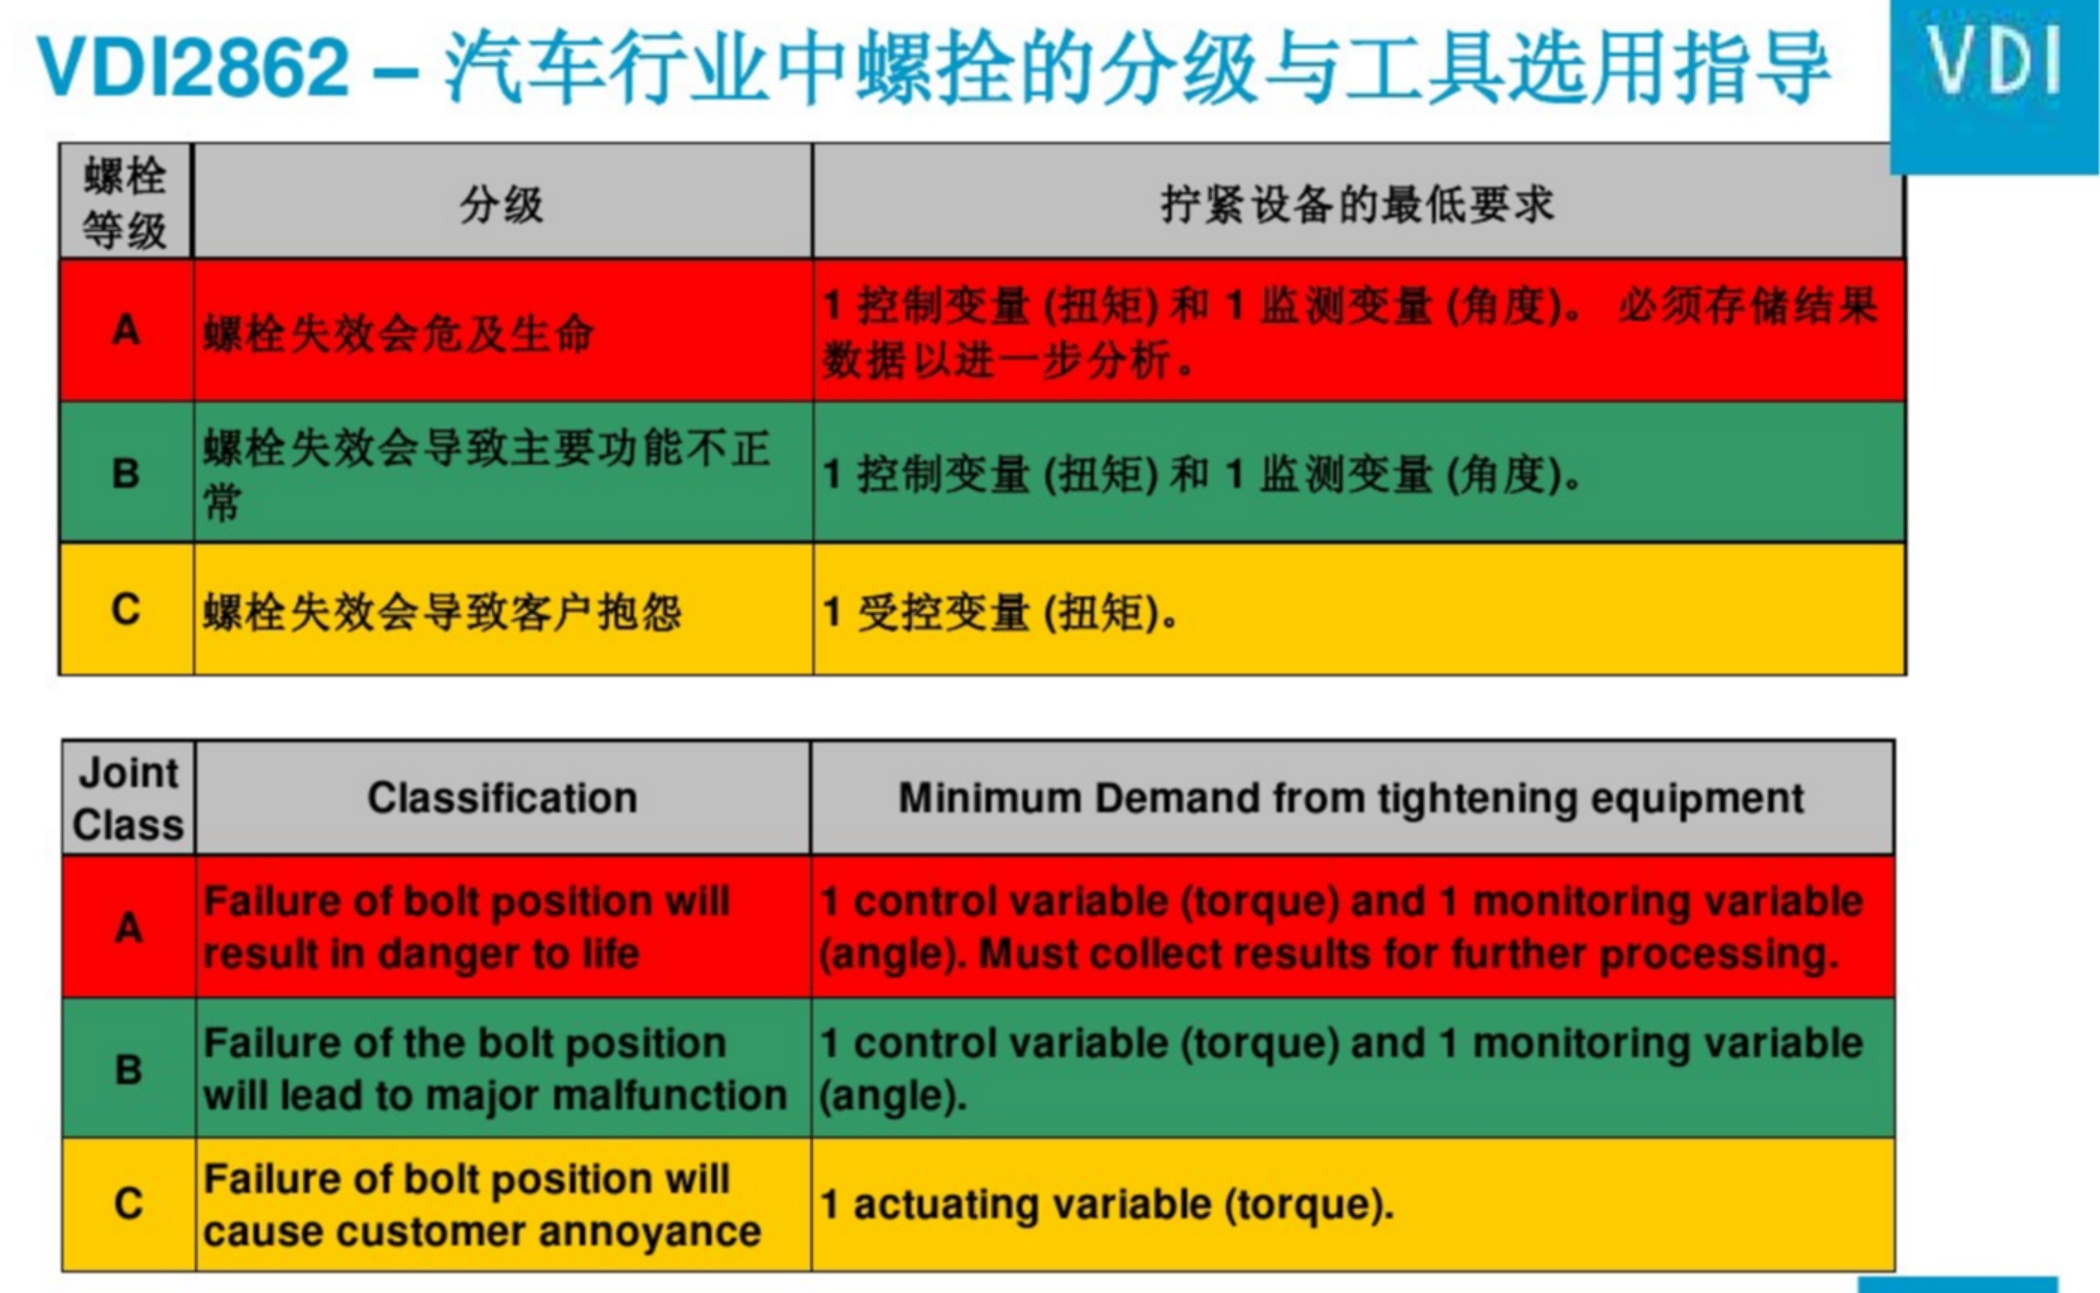 VDI2862 – 汽车行业中螺栓的分级与工具选用指导
VDI
螺栓
等级
分级
拧紧设备的最低要求
A
螺栓失效会危及生命
1 控制变量 (扭矩) 和 1 监测变量 (角度)。 必须存储结果
数据以进一步分析。
B
螺栓失效会导致主要功能不正
常
1 控制变量 (扭矩) 和 1 监测变量 (角度)。
C
螺栓失效会导致客户抱怨
1 受控变量 (扭矩)。
Joint
Class
Classification
Minimum Demand from tightening equipment
A
Failure of bolt position will
result in danger to life
1 control variable (torque) and 1 monitoring variable
(angle). Must collect results for further processing.
B
Failure of the bolt position
will lead to major malfunction
1 control variable (torque) and 1 monitoring variable
(angle).
C
Failure of bolt position will
cause customer annoyance
1 actuating variable (torque).